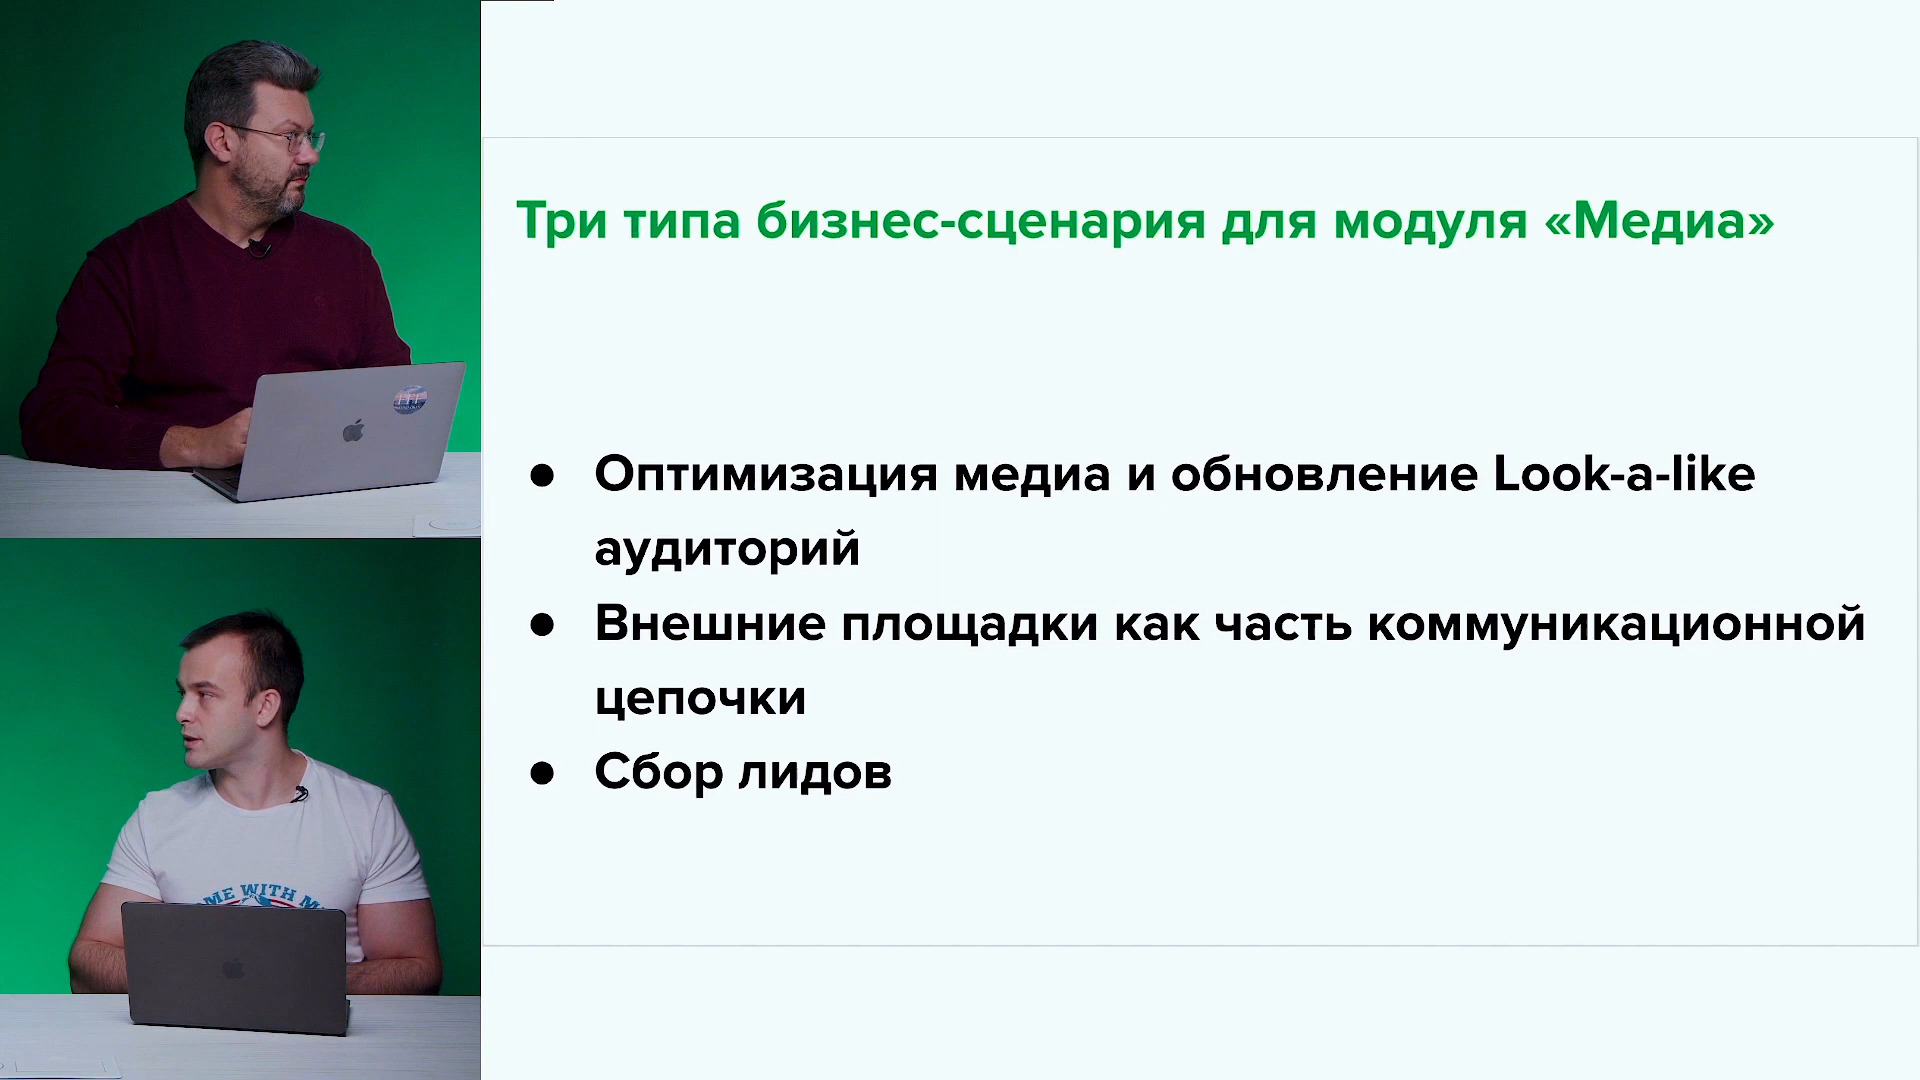 Три типа бизнес-сценария для модуля «Медиа»
● Оптимизация медиа и обновление Look-a-like
аудиторий
● Внешние площадки как часть коммуникационной
цепочки
● Сбор лидов
WITH